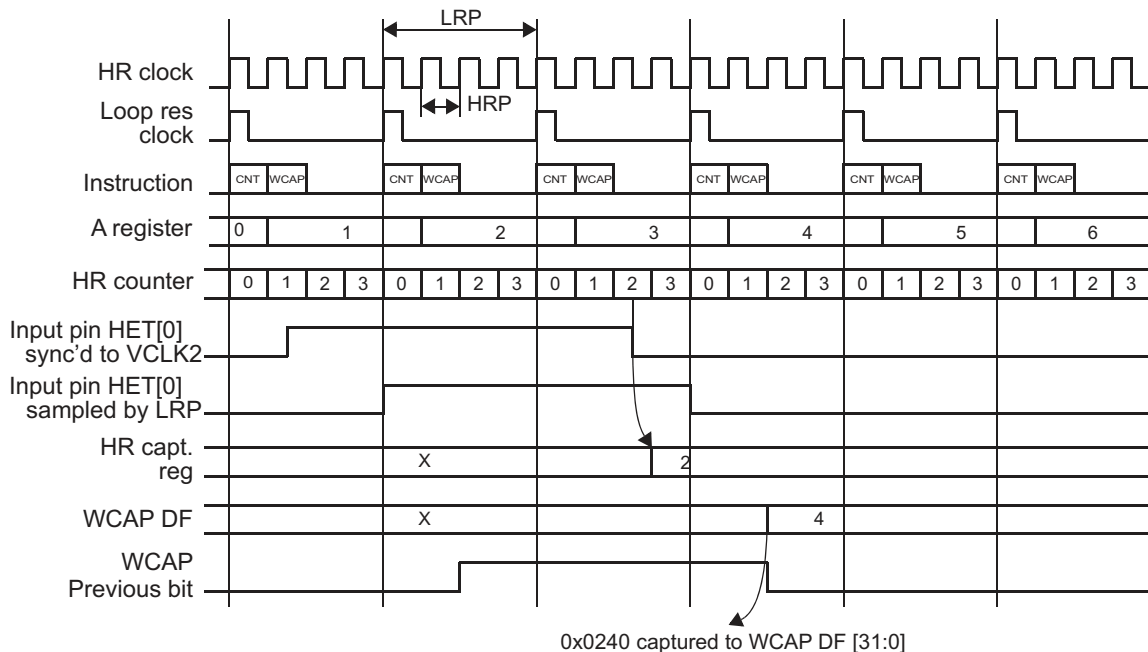 LRP
HR clock
HRP
Loop res
clock
Instruction CNT WCAP CNT WCAP CNT WCAP CNT WCAP CNT WCAP CNT WCAP
A register 0 1 2 3 4 5 6
HR counter 0 1 2 3 0 1 2 3 0 1 2 3 0 1 2 3 0 1 2 3 0 1 2 3
Input pin HET[0]
sync'd to VCLK2
Input pin HET[0]
sampled by LRP
HR capt.
reg
X 2
WCAP DF X 4
WCAP
Previous bit
0x0240 captured to WCAP DF [31:0]